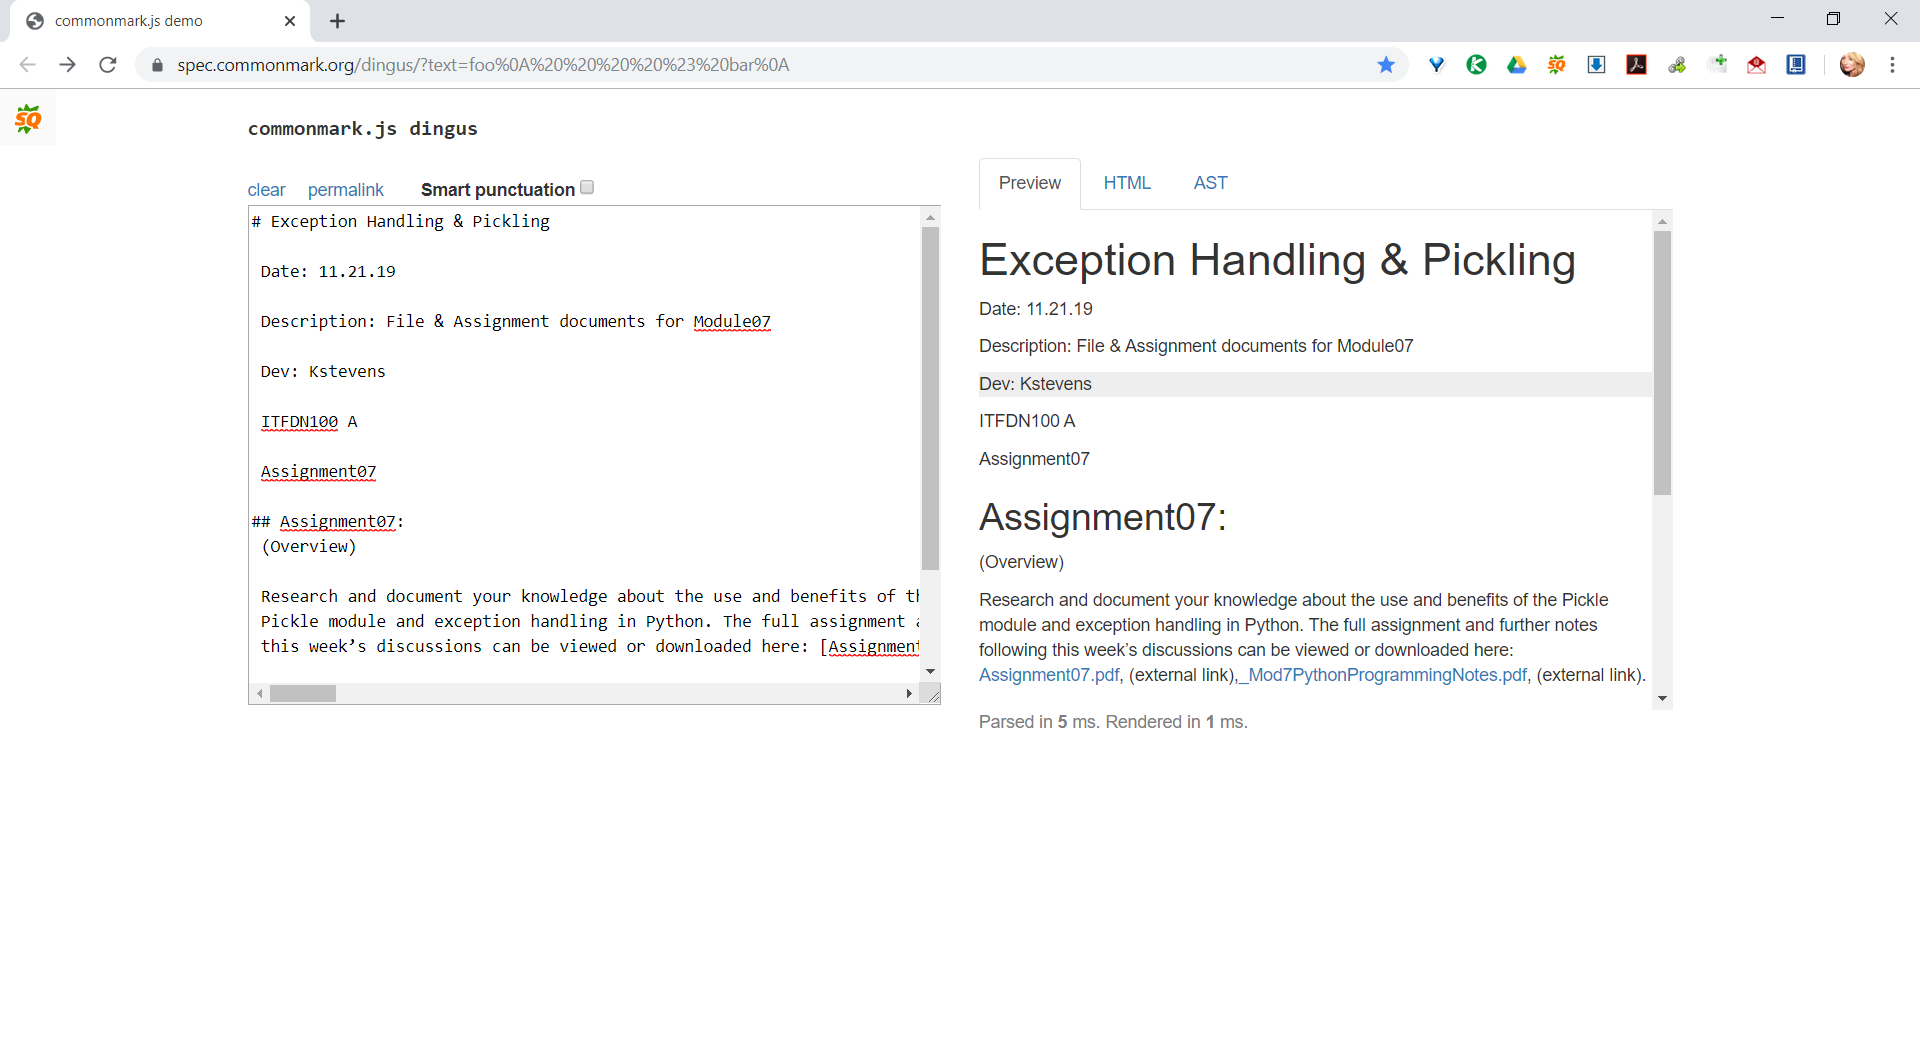 commonmark.js demo
spec.commonmark.org/dingus/?text=foo%0A%20%20%20%20%23%20bar%0A
SQ
commonmark.js dingus
clear permalink Smart punctuation
# Exception Handling & Pickling
Date: 11.21.19
Description: File & Assignment documents for Module07
Dev: Kstevens
ITFDN100 A
Assignment07
## Assignment07:
(Overview)
Research and document your knowledge about the use and benefits of
Pickle module and exception handling in Python. The full assignment
this week’s discussions can be viewed or downloaded here: [Assignment
Preview HTML AST
Exception Handling & Pickling
Date: 11.21.19
Description: File & Assignment documents for Module07
Dev: Kstevens
ITFDN100 A
Assignment07
Assignment07:
(Overview)
Research and document your knowledge about the use and benefits of the Pickle
module and exception handling in Python. The full assignment and further notes
following this week’s discussions can be viewed or downloaded here:
Assignment07.pdf, (external link),_Mod7PythonProgrammingNotes.pdf, (external link).
Parsed in 5 ms. Rendered in 1 ms.